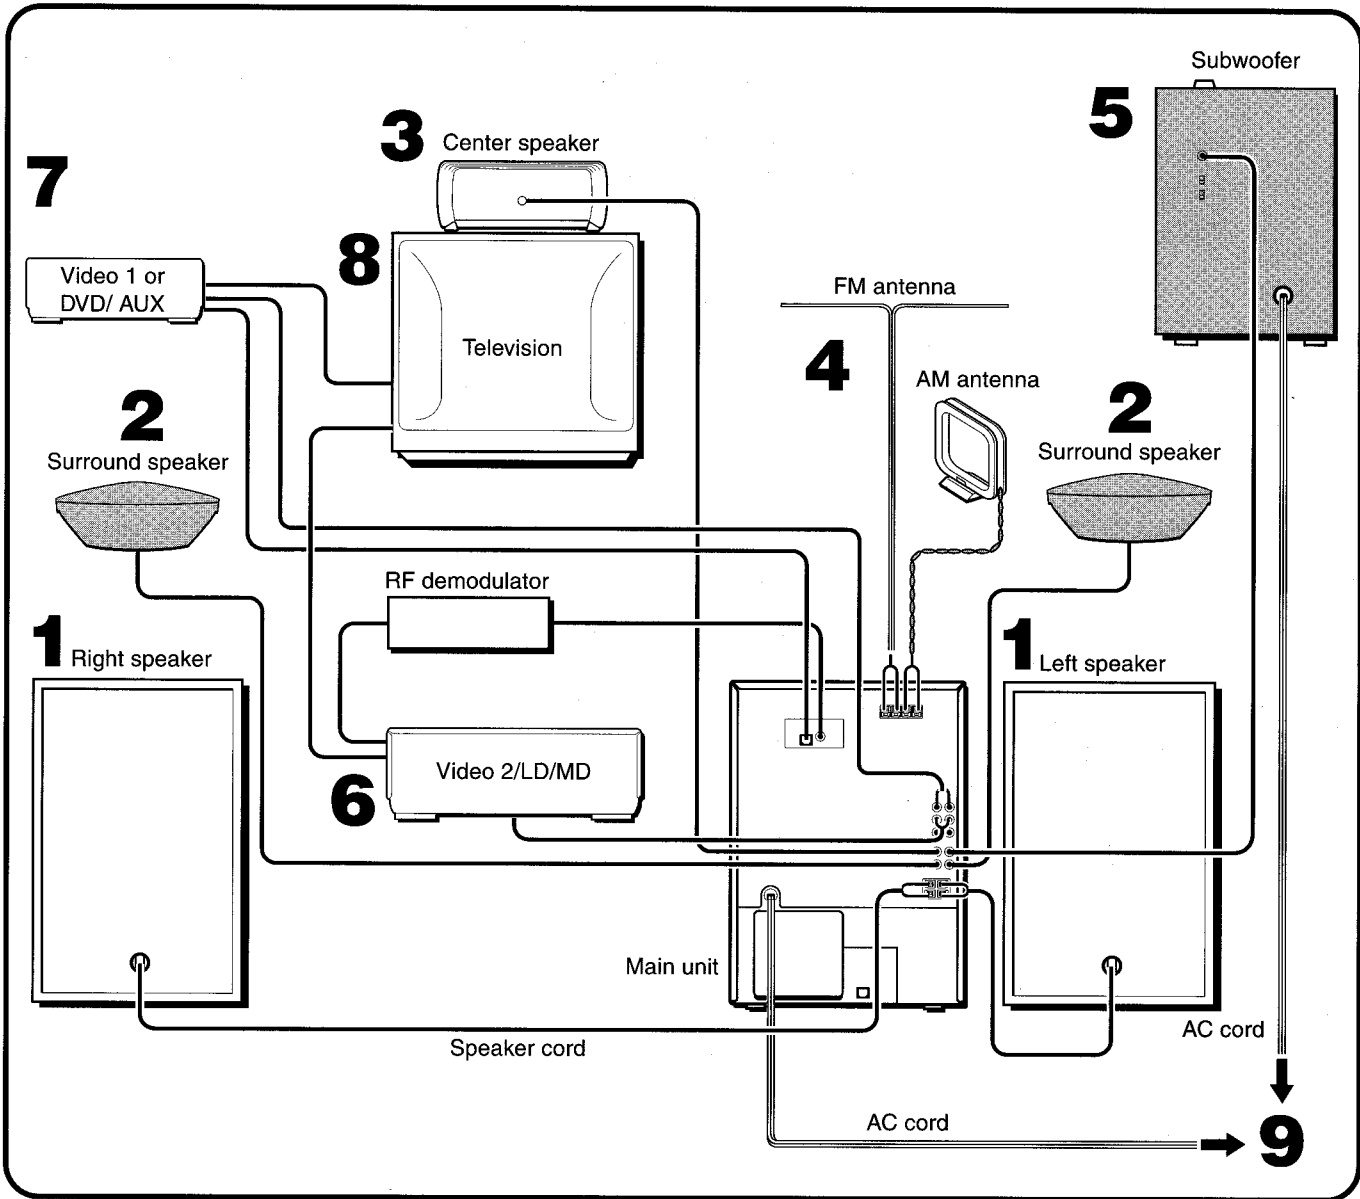 Subwoofer
5
3
Center speaker
7
8
Video 1 or
DVD/ AUX
FM antenna
Television
4
AM antenna
2
Surround speaker
2
Surround speaker
RF demodulator
1
Right speaker
1
Left speaker
Video 2/LD/MD
6
Main unit
Speaker cord
AC cord
AC cord
9